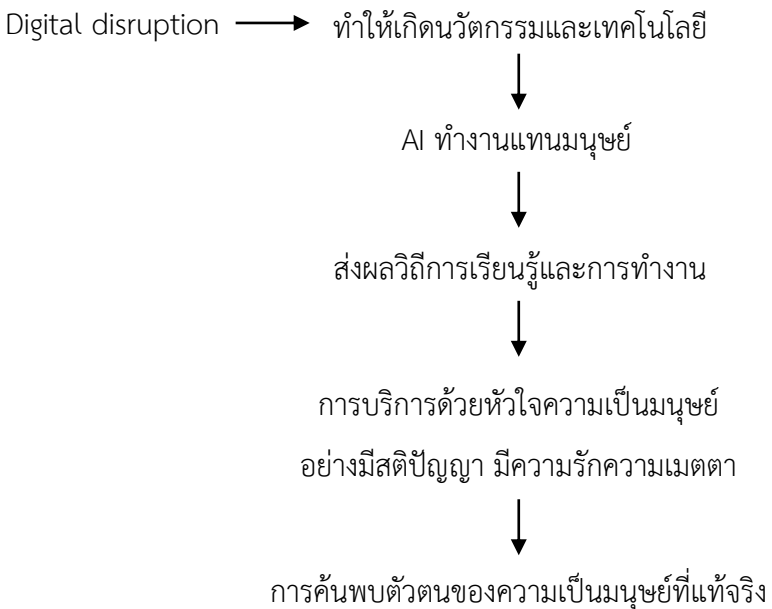 Digital disruption ทำให้เกิดนวัตกรรมและเทคโนโลยี
AI ทำงานแทนมนุษย์
ส่งผลวิถีการเรียนรู้และการทำงาน
การบริการด้วยหัวใจความเป็นมนุษย์
อย่างมีสติปัญญา มีความรักความเมตตา
การค้นพบตัวตนของความเป็นมนุษย์ที่แท้จริง